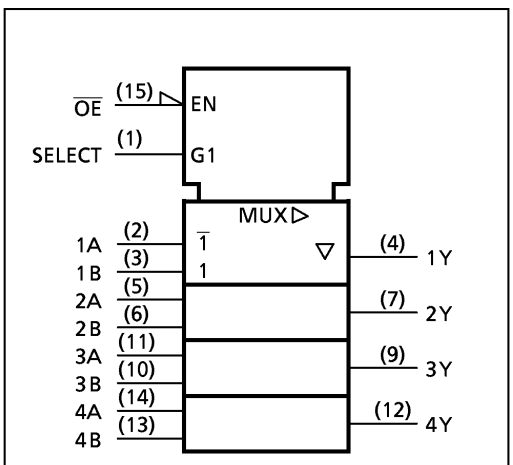 O̅E̅ (15) EN
SELECT (1) G1
MUX
1A (2) 1̅ (4) 1Y
1B (3) 1
2A (5) (7) 2Y
2B (6)
3A (11) (9) 3Y
3B (10)
4A (14) (12) 4Y
4B (13)